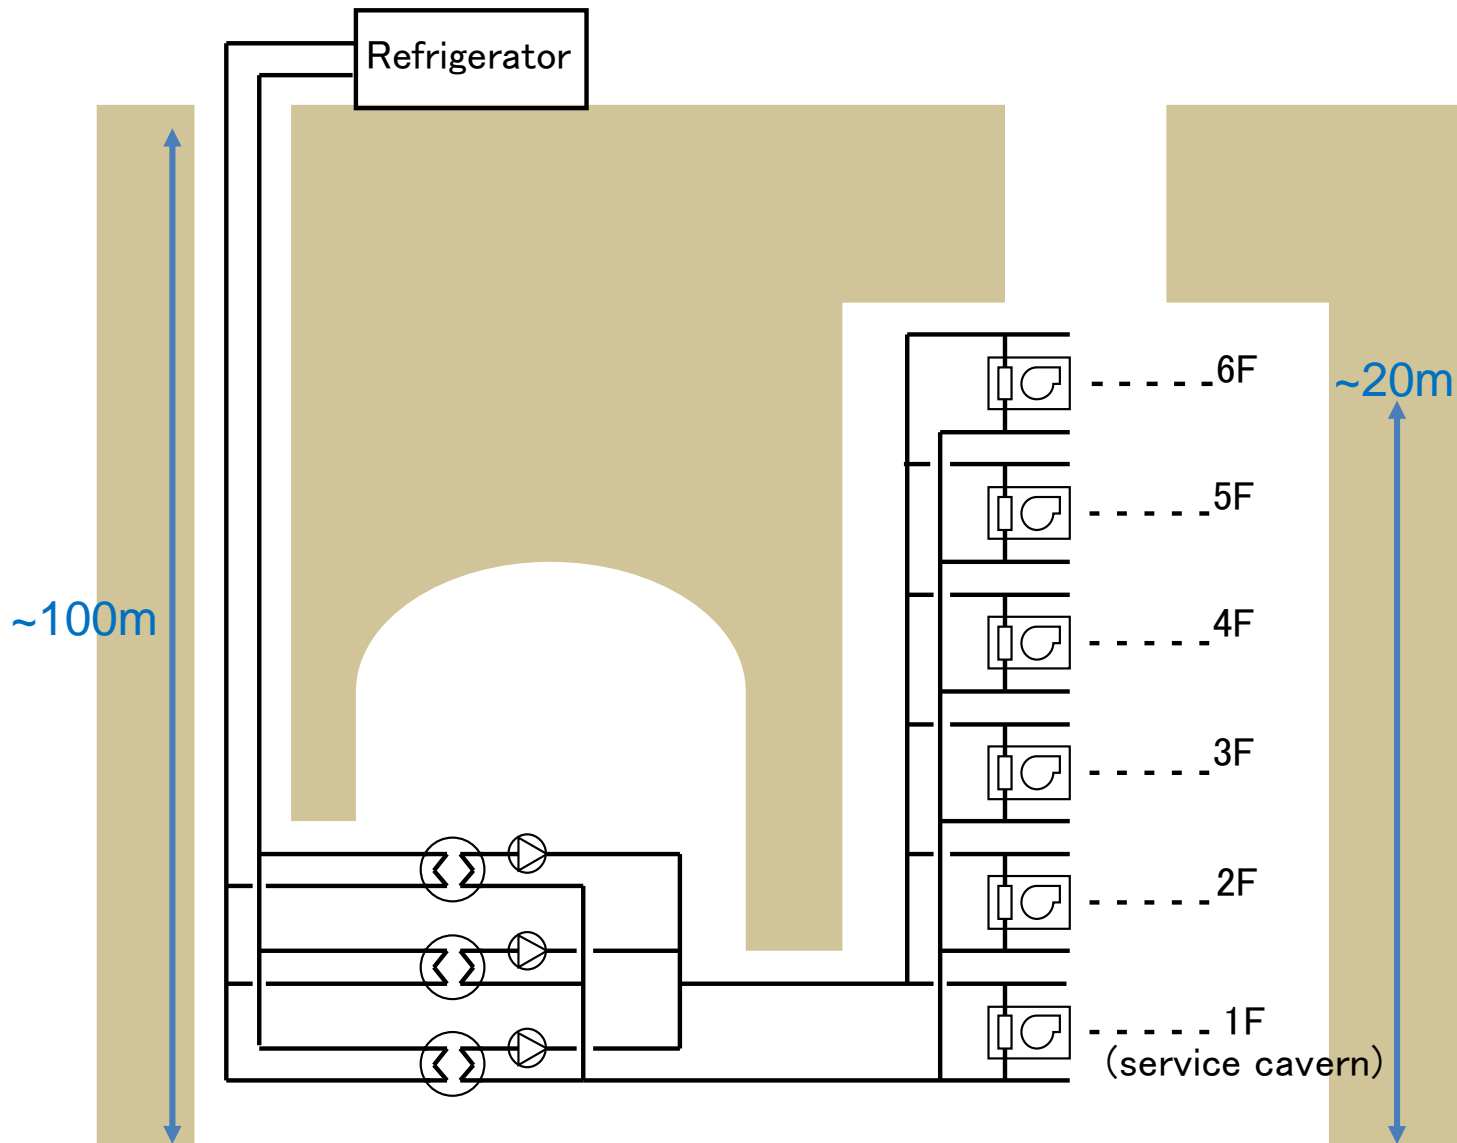 Refrigerator
6F
~20m
5F
~100m
4F
3F
2F
1F
(service cavern)